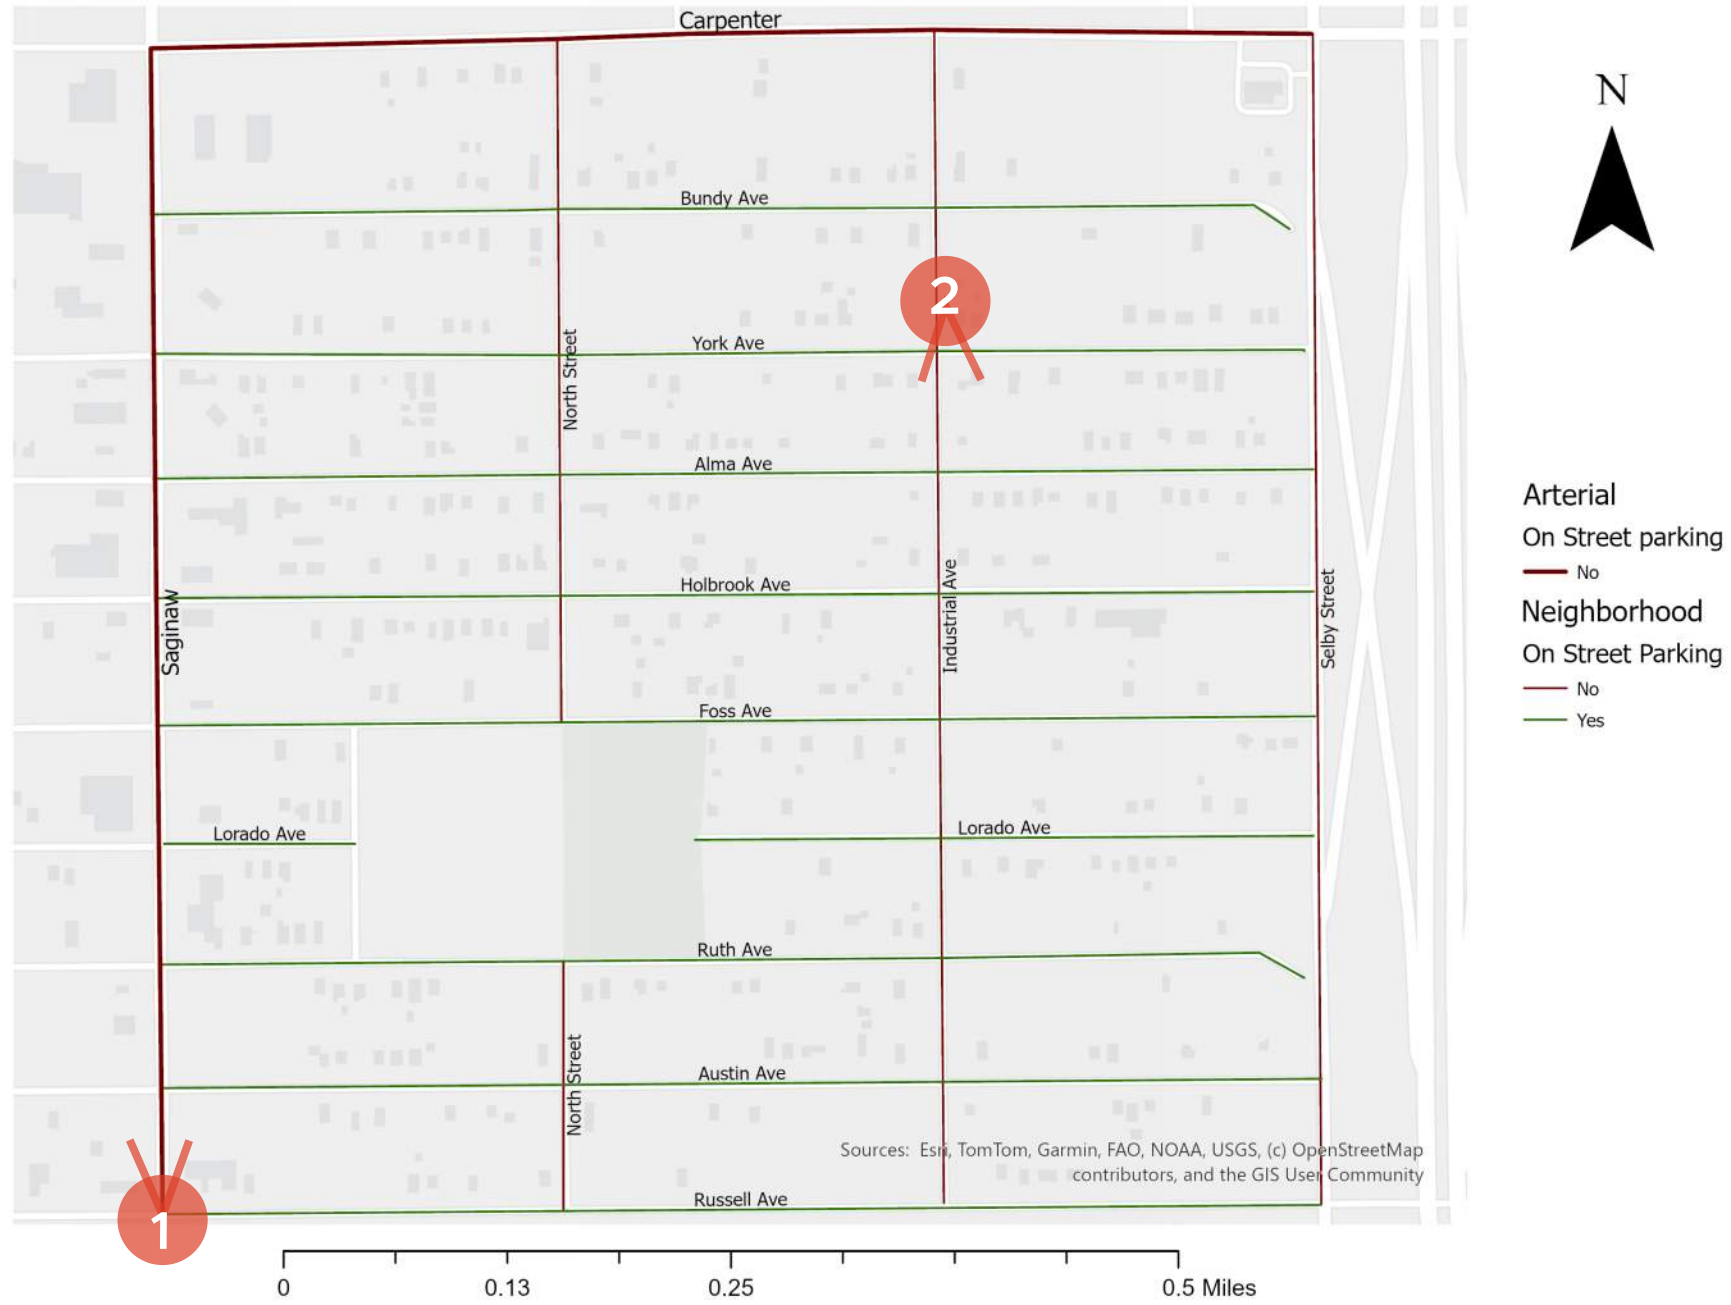 Carpenter
N
Bundy Ave
2
York Ave
North Street
Alma Ave
Arterial
On Street parking
No
Holbrook Ave
Industrial Ave
Selby Street
Saginaw
Neighborhood
On Street Parking
No
Yes
Foss Ave
Lorado Ave
Lorado Ave
Ruth Ave
North Street
Austin Ave
Sources: Esri, TomTom, Garmin, FAO, NOAA, USGS, (c) OpenStreetMap
contributors, and the GIS User Community
Russell Ave
1
0 0.13 0.25 0.5 Miles